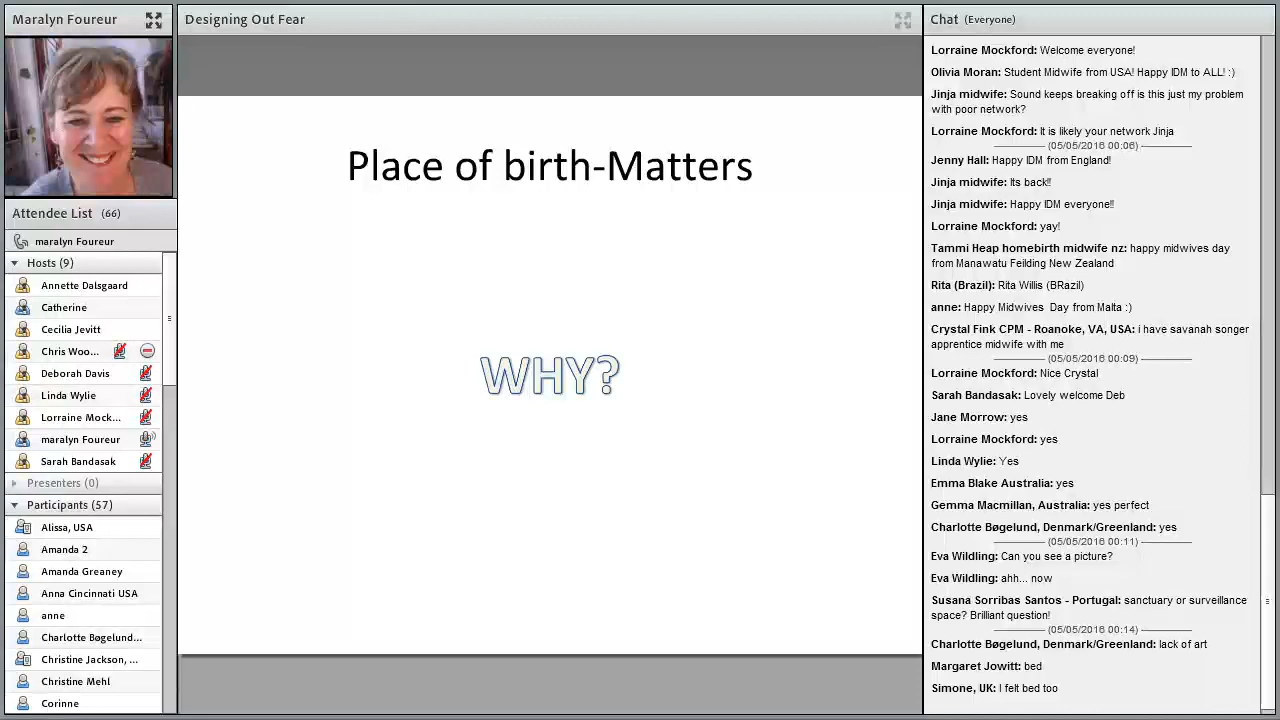 Maralyn Foureur
Attendee List (66)
maralyn Foureur
Hosts (9)
Annette Dalsgaard
Catherine
Cecilia Jevitt
Chris Woo...
Deborah Davis
Linda Wylie
Lorraine Mock...
maralyn Foureur
Sarah Bandasak
Presenters (0)
Participants (57)
Alissa, USA
Amanda 2
Amanda Greaney
Anna Cincinnati USA
anne
Charlotte Bøgelund...
Christine Jackson, ...
Christine Mehl
Corinne
Designing Out Fear
Place of birth-Matters
WHY?
Chat (Everyone)
Lorraine Mockford: Welcome everyone!
Olivia Moran: Student Midwife from USA! Happy IDM to ALL! :)
Jinja midwife: Sound keeps breaking off is this just my problem
with poor network?
Lorraine Mockford: It is likely your network Jinja
(05/05/2016 00:06)
Jenny Hall: Happy IDM from England!
Jinja midwife: Its back!!
Jinja midwife: Happy IDM everyone!!
Lorraine Mockford: yay!
Tammi Heap homebirth midwife nz: happy midwives day
from Manawatu Feilding New Zealand
Rita (Brazil): Rita Willis (BRazil)
anne: Happy Midwives Day from Malta :)
Crystal Fink CPM - Roanoke, VA, USA: i have savanah songer
apprentice midwife with me
(05/05/2016 00:09)
Lorraine Mockford: Nice Crystal
Sarah Bandasak: Lovely welcome Deb
Jane Morrow: yes
Lorraine Mockford: yes
Linda Wylie: Yes
Emma Blake Australia: yes
Gemma Macmillan, Australia: yes perfect
Charlotte Bøgelund, Denmark/Greenland: yes
(05/05/2016 00:11)
Eva Wildling: Can you see a picture?
Eva Wildling: ahh... now
Susana Sorribas Santos - Portugal: sanctuary or surveillance
space? Brilliant question!
(05/05/2016 00:14)
Charlotte Bøgelund, Denmark/Greenland: lack of art
Margaret Jowitt: bed
Simone, UK: I felt bed too